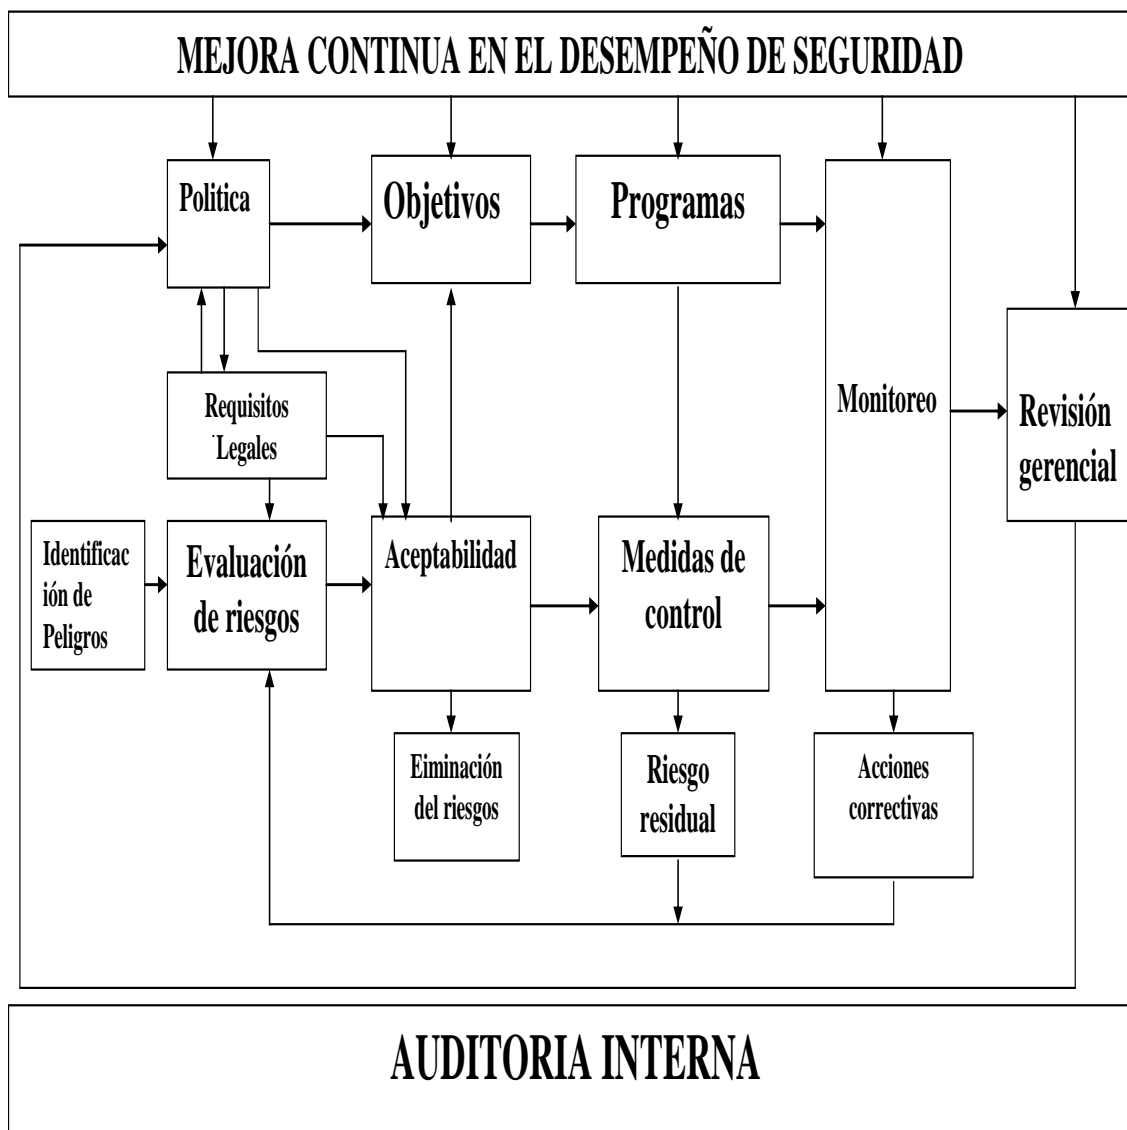 MEJORA CONTINUA EN EL DESEMPEÑO DE SEGURIDAD
Politica
Objetivos
Programas
Monitoreo
Revisión
gerencial
Requisitos
Legales
Identificac
ión de
Peligros
Evaluación
de riesgos
Aceptabilidad
Medidas de
control
Eiminación
del riesgos
Riesgo
residual
Acciones
correctivas
AUDITORIA INTERNA